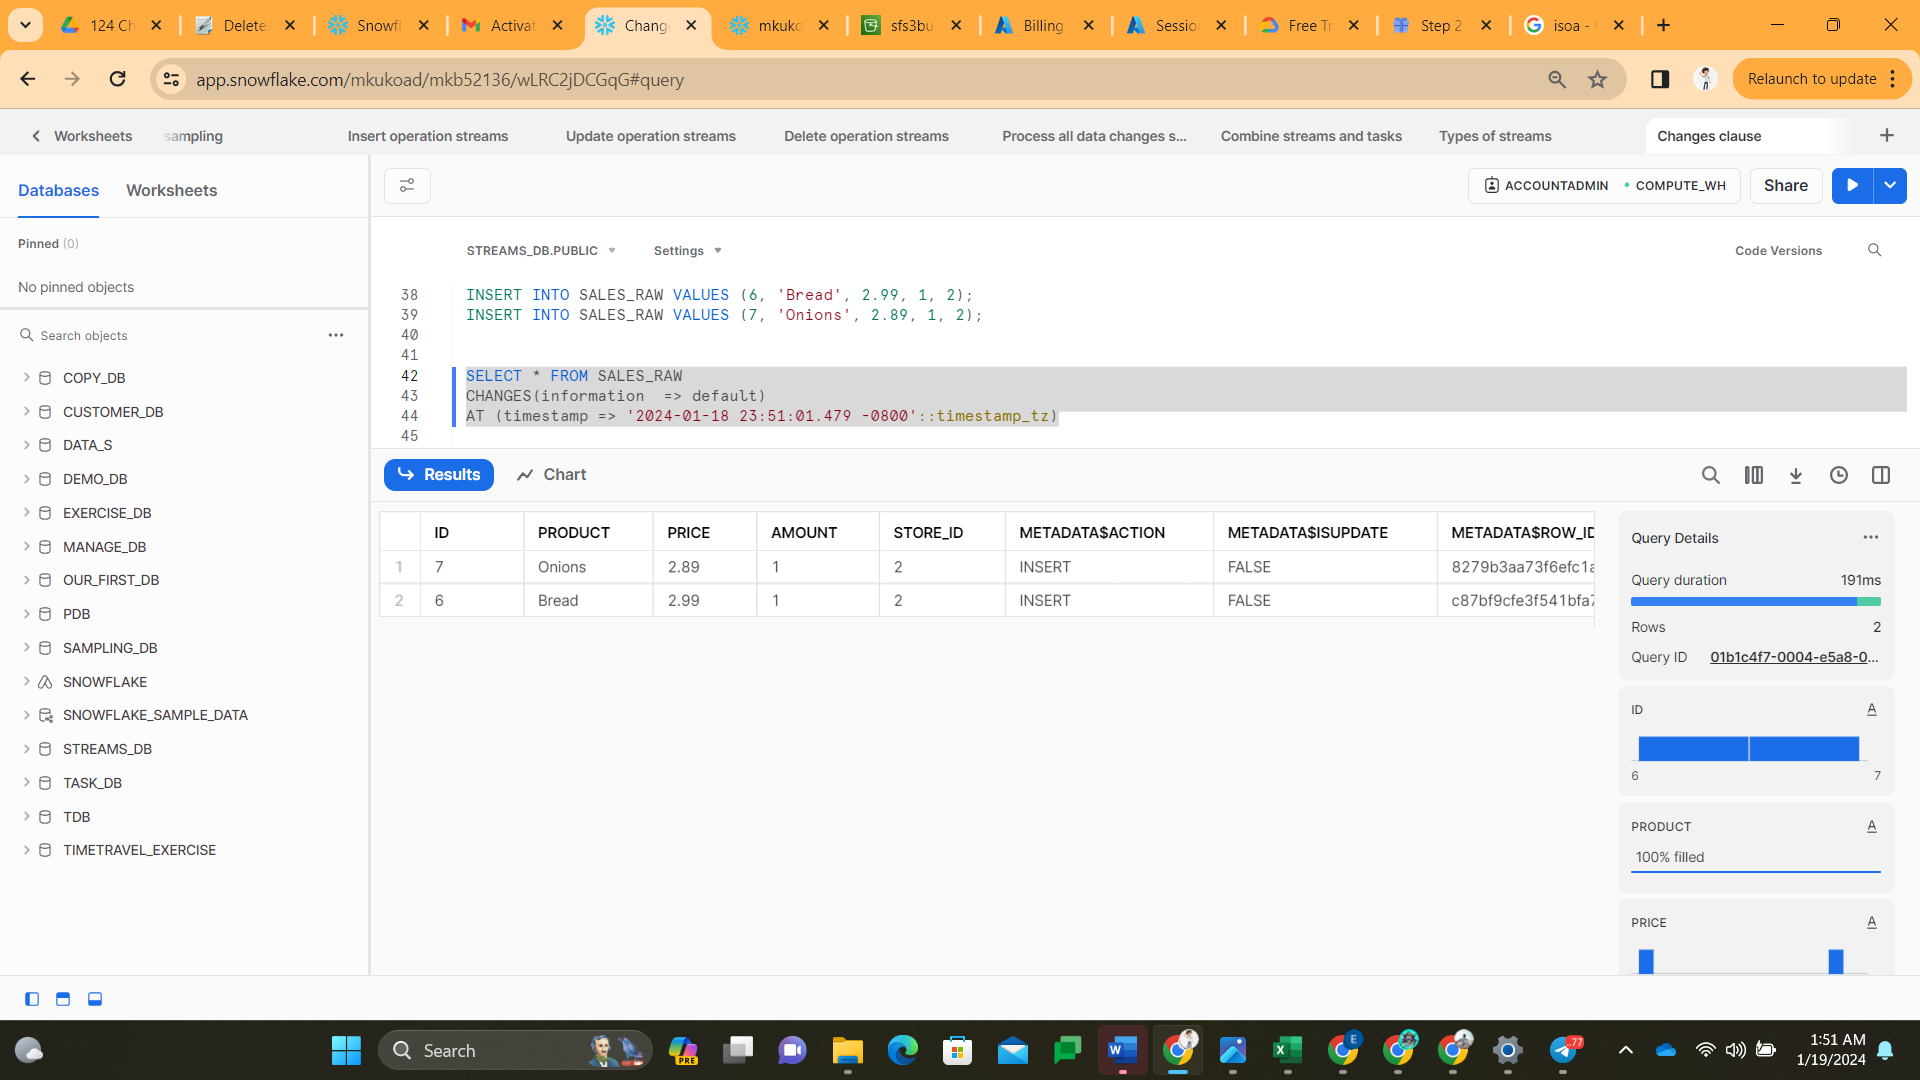 124 Ch
Delete
Snowfl
Activat
Chang
mkuko
sfs3bu
Billing
Session
Free Tr
Step 2
isoa -
app.snowflake.com/mkukoad/mkb52136/wLRC2jDCGqG#query
Relaunch to update
Worksheets
sampling
Insert operation streams
Update operation streams
Delete operation streams
Process all data changes s...
Combine streams and tasks
Types of streams
Changes clause
Databases
Worksheets
ACCOUNTADMIN
COMPUTE_WH
Share
Pinned (0)
No pinned objects
STREAMS_DB.PUBLIC
Settings
Code Versions
Search objects
COPY_DB
CUSTOMER_DB
DATA_S
DEMO_DB
EXERCISE_DB
MANAGE_DB
OUR_FIRST_DB
PDB
SAMPLING_DB
SNOWFLAKE
SNOWFLAKE_SAMPLE_DATA
STREAMS_DB
TASK_DB
TDB
TIMETRAVEL_EXERCISE
38 INSERT INTO SALES_RAW VALUES (6, 'Bread', 2.99, 1, 2);
39 INSERT INTO SALES_RAW VALUES (7, 'Onions', 2.89, 1, 2);
40
41
42 SELECT * FROM SALES_RAW
43 CHANGES(information  => default)
44 AT (timestamp => '2024-01-18 23:51:01.479 -0800'::timestamp_tz)
45
Results
Chart
ID PRODUCT PRICE AMOUNT STORE_ID METADATA$ACTION METADATA$ISUPDATE METADATA$ROW_ID
1 7 Onions 2.89 1 2 INSERT FALSE 8279b3aa73f6efc1a
2 6 Bread 2.99 1 2 INSERT FALSE c87bf9cfe3f541bfa7
Query Details
Query duration 191ms
Rows 2
Query ID 01b1c4f7-0004-e5a8-0...
ID
A
6 7
PRODUCT
A
100% filled
PRICE
A
Search
PRE
E
77
1:51 AM
1/19/2024